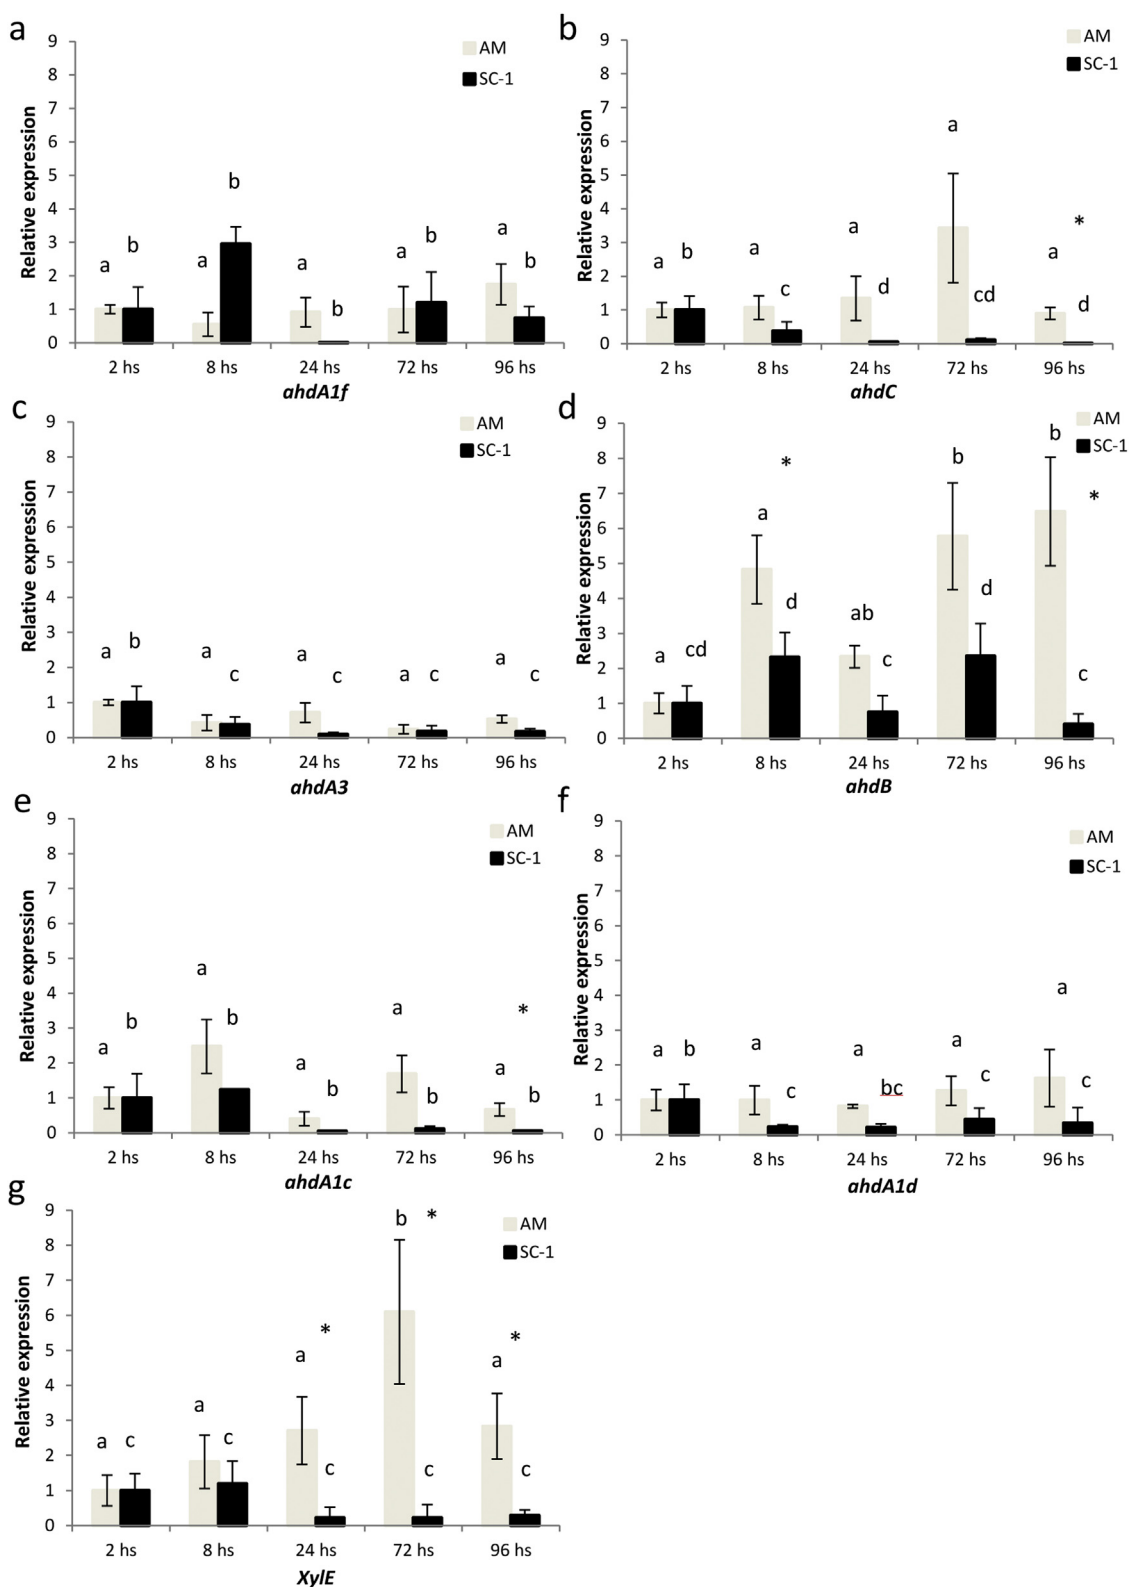 a
Relative expression
9
8
7
6
5
4
3
2
1
0
AM
SC-1
a b a b a b a b a b
2 hs 8 hs 24 hs 72 hs 96 hs
ahdA1f
b
Relative expression
9
8
7
6
5
4
3
2
1
0
AM
SC-1
a b a c a d a cd a d *
2 hs 8 hs 24 hs 72 hs 96 hs
ahdC
c
Relative expression
9
8
7
6
5
4
3
2
1
0
AM
SC-1
a b a c a c a c a c
2 hs 8 hs 24 hs 72 hs 96 hs
ahdA3
d
Relative expression
9
8
7
6
5
4
3
2
1
0
AM
SC-1
a cd a d * ab c b d b c *
2 hs 8 hs 24 hs 72 hs 96 hs
ahdB
e
Relative expression
9
8
7
6
5
4
3
2
1
0
AM
SC-1
a b a b a b a b a b *
2 hs 8 hs 24 hs 72 hs 96 hs
ahdA1c
f
Relative expression
9
8
7
6
5
4
3
2
1
0
AM
SC-1
a b a c a bc a c a c
2 hs 8 hs 24 hs 72 hs 96 hs
ahdA1d
g
Relative expression
9
8
7
6
5
4
3
2
1
0
AM
SC-1
a c a c a c * b c * a c *
2 hs 8 hs 24 hs 72 hs 96 hs
XylE